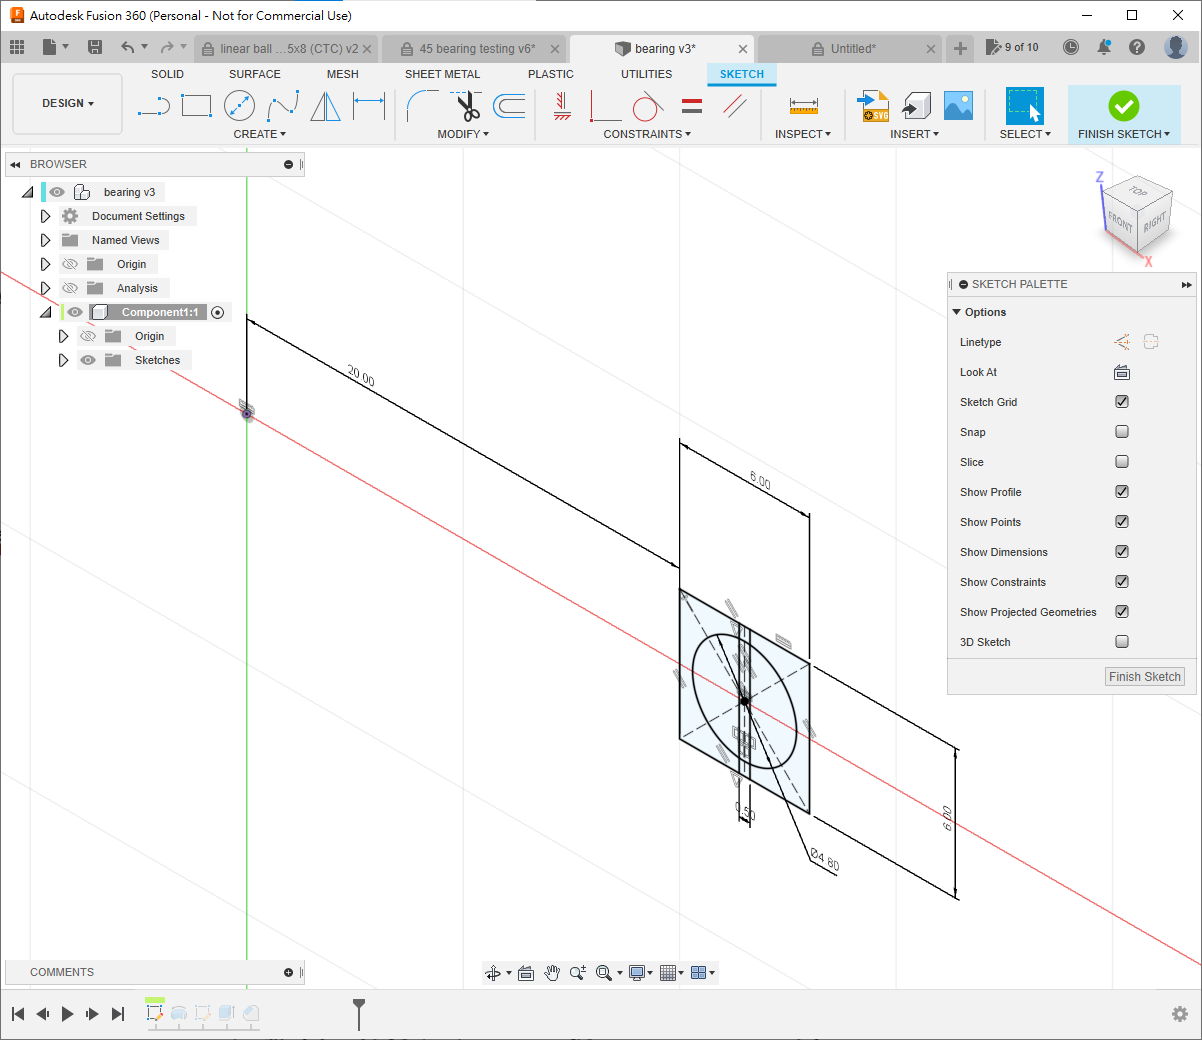 Autodesk Fusion 360 (Personal - Not for Commercial Use)
linear ball ...5x8 (CTC) v2
45 bearing testing v6*
bearing v3*
Untitled*
9 of 10
SOLID SURFACE MESH SHEET METAL PLASTIC UTILITIES SKETCH
DESIGN
SVG
CREATE MODIFY CONSTRAINTS INSPECT INSERT SELECT FINISH SKETCH
BROWSER
bearing v3
Document Settings
Named Views
Origin
Analysis
Component1:1
Origin
Sketches
Z
TOP
FRONT
RIGHT
X
SKETCH PALETTE
Options
Linetype
Look At
Sketch Grid
Snap
Slice
Show Profile
Show Points
Show Dimensions
Show Constraints
Show Projected Geometries
3D Sketch
Finish Sketch
20.00
6.00
6.00
0.50
Ø4.80
COMMENTS